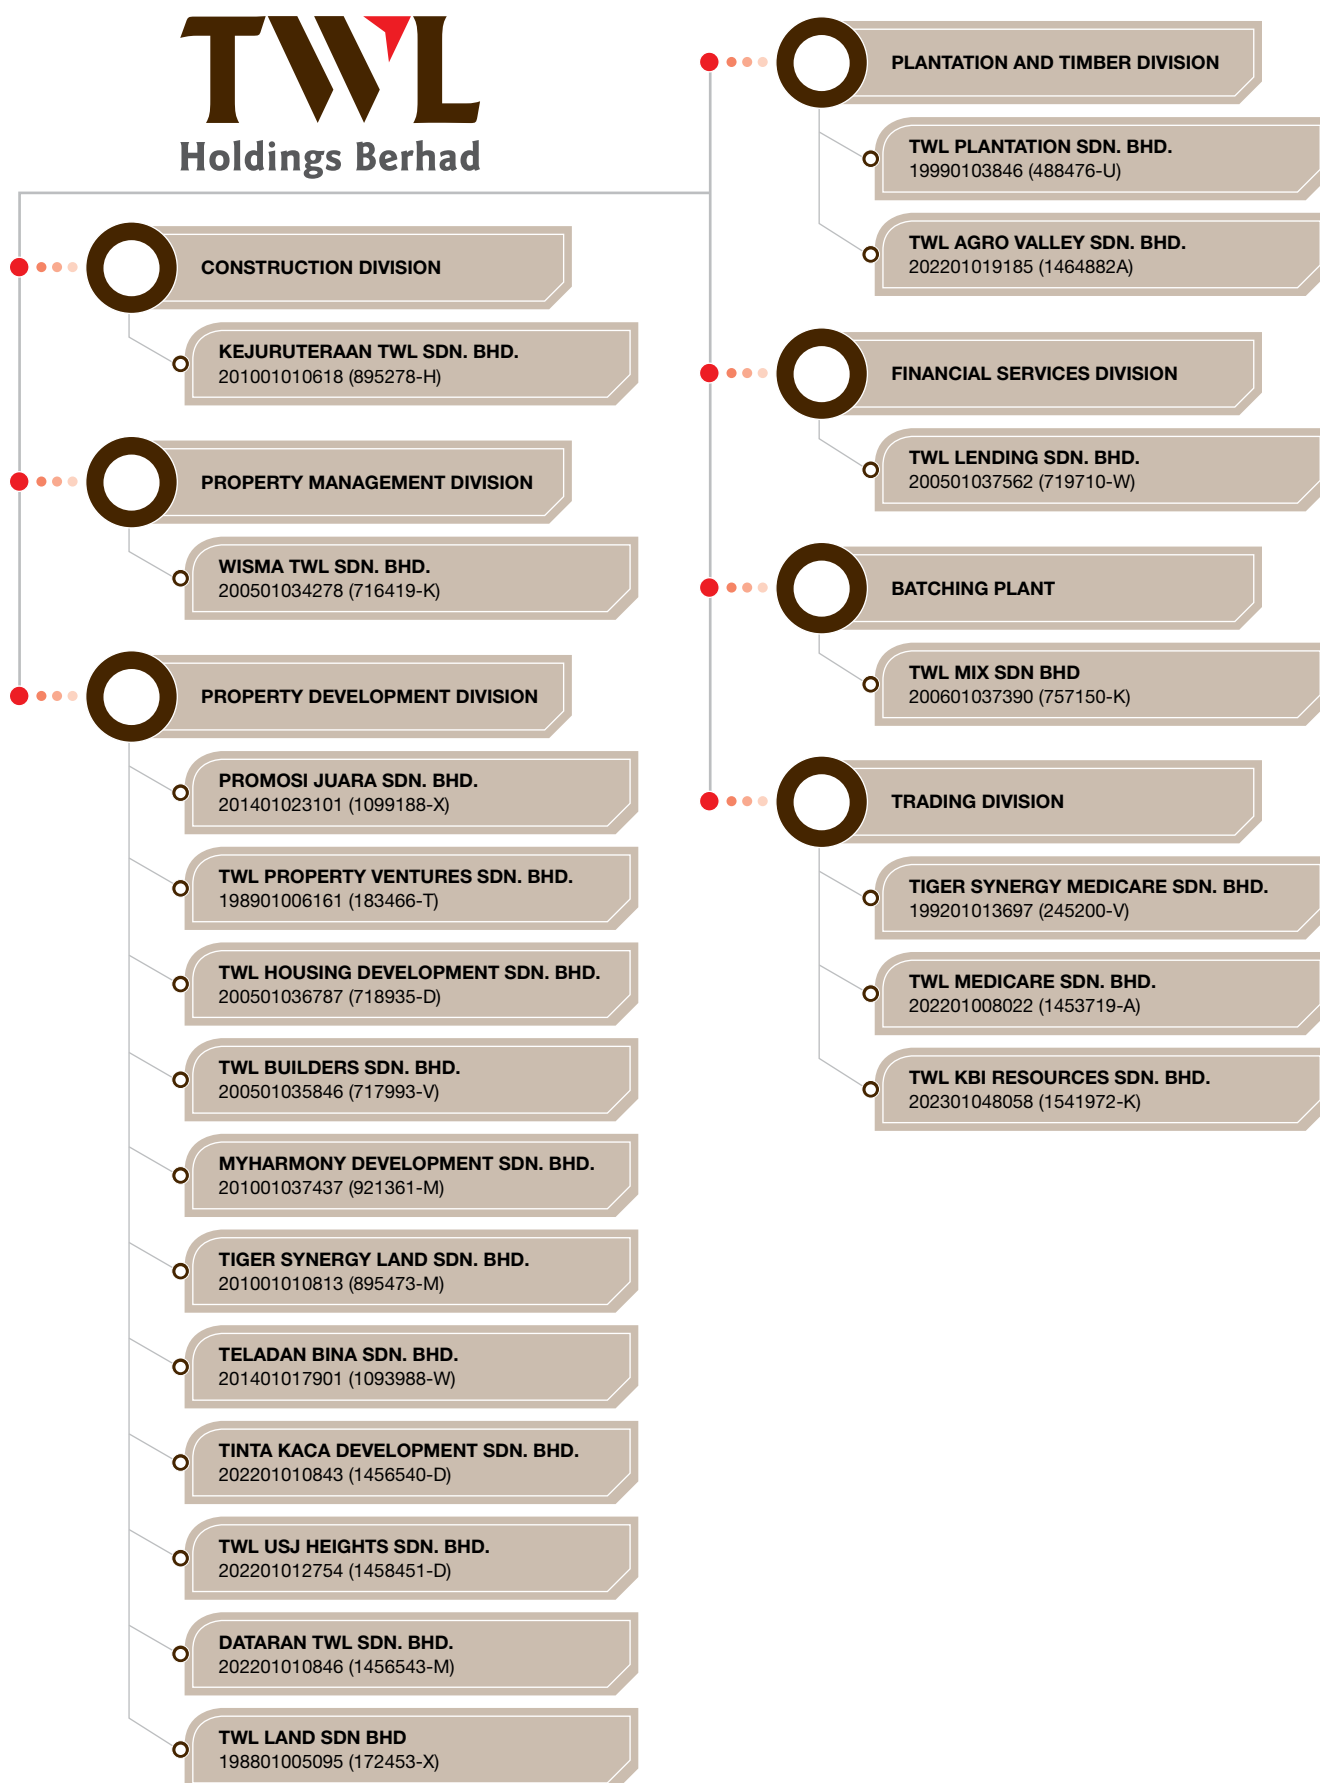 TWL
Holdings Berhad
CONSTRUCTION DIVISION
KEJURUTERAAN TWL SDN. BHD.
201001010618 (895278-H)
PROPERTY MANAGEMENT DIVISION
WISMA TWL SDN. BHD.
200501034278 (716419-K)
PROPERTY DEVELOPMENT DIVISION
PROMOSI JUARA SDN. BHD.
201401023101 (1099188-X)
TWL PROPERTY VENTURES SDN. BHD.
198901006161 (183466-T)
TWL HOUSING DEVELOPMENT SDN. BHD.
200501036787 (718935-D)
TWL BUILDERS SDN. BHD.
200501035846 (717993-V)
MYHARMONY DEVELOPMENT SDN. BHD.
201001037437 (921361-M)
TIGER SYNERGY LAND SDN. BHD.
201001010813 (895473-M)
TELADAN BINA SDN. BHD.
201401017901 (1093988-W)
TINTA KACA DEVELOPMENT SDN. BHD.
202201010843 (1456540-D)
TWL USJ HEIGHTS SDN. BHD.
202201012754 (1458451-D)
DATARAN TWL SDN. BHD.
202201010846 (1456543-M)
TWL LAND SDN BHD
198801005095 (172453-X)
PLANTATION AND TIMBER DIVISION
TWL PLANTATION SDN. BHD.
19990103846 (488476-U)
TWL AGRO VALLEY SDN. BHD.
202201019185 (1464882A)
FINANCIAL SERVICES DIVISION
TWL LENDING SDN. BHD.
200501037562 (719710-W)
BATCHING PLANT
TWL MIX SDN BHD
200601037390 (757150-K)
TRADING DIVISION
TIGER SYNERGY MEDICARE SDN. BHD.
199201013697 (245200-V)
TWL MEDICARE SDN. BHD.
202201008022 (1453719-A)
TWL KBI RESOURCES SDN. BHD.
202301048058 (1541972-K)